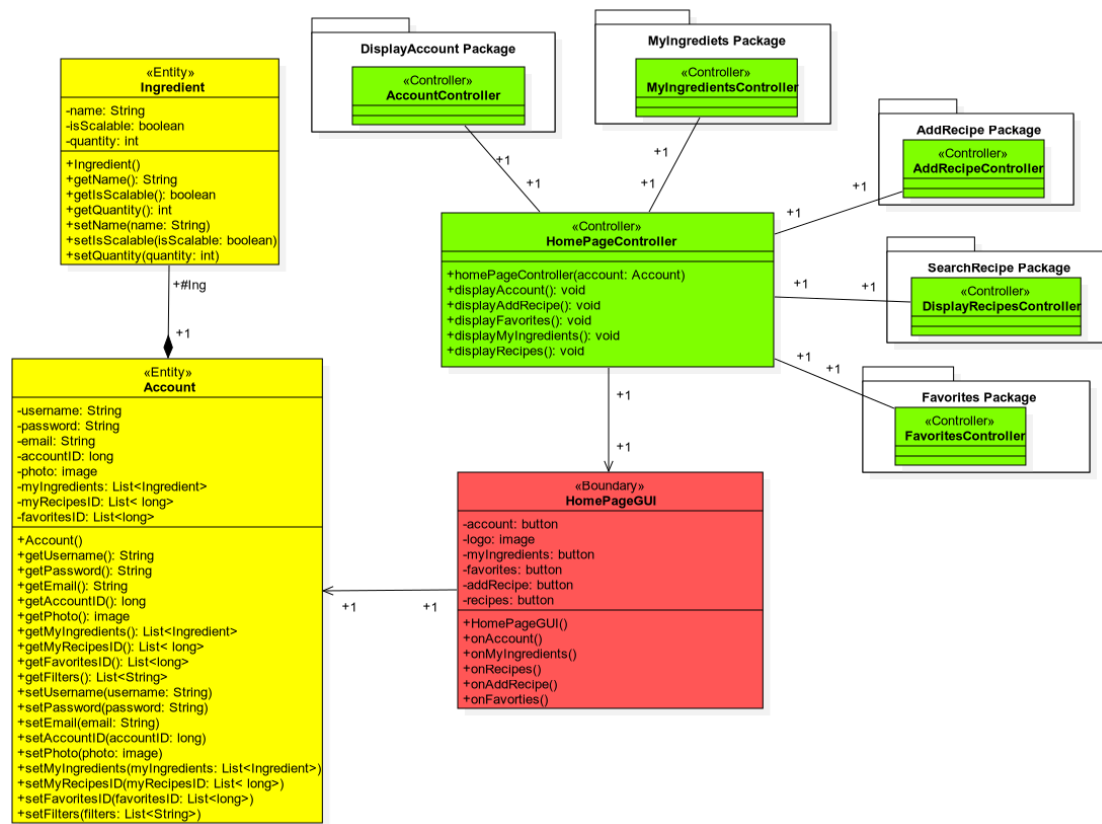 DisplayAccount Package
«Controller»
AccountController
MyIngrediets Package
«Controller»
MyIngredientsController
AddRecipe Package
«Controller»
AddRecipeController
SearchRecipe Package
«Controller»
DisplayRecipesController
Favorites Package
«Controller»
FavoritesController
+1
+1
+1
+1
+1
+1
+1
+1
+1
+1
«Entity»
Ingredient
-name: String
-isScalable: boolean
-quantity: int
+Ingredient()
+getName(): String
+getIsScalable(): boolean
+getQuantity(): int
+setName(name: String)
+setIsScalable(isScalable: boolean)
+setQuantity(quantity: int)
+#Ing
+1
«Controller»
HomePageController
+homePageController(account: Account)
+displayAccount(): void
+displayAddRecipe(): void
+displayFavorites(): void
+displayMyIngredients(): void
+displayRecipes(): void
+1
+1
«Entity»
Account
-username: String
-password: String
-email: String
-accountID: long
-photo: image
-myIngredients: List<Ingredient>
-myRecipesID: List< long>
-favoritesID: List<long>
+Account()
+getUsername(): String
+getPassword(): String
+getEmail(): String
+getAccountID(): long
+getPhoto(): image
+getMyIngredients(): List<Ingredient>
+getMyRecipesID(): List< long>
+getFavoritesID(): List<long>
+getFilters(): List<String>
+setUsername(username: String)
+setPassword(password: String)
+setEmail(email: String)
+setAccountID(accountID: long)
+setPhoto(photo: image)
+setMyIngredients(myIngredients: List<Ingredient>)
+setMyRecipesID(myRecipesID: List< long>)
+setFavoritesID(favoritesID: List<long>)
+setFilters(filters: List<String>)
+1
+1
«Boundary»
HomePageGUI
-account: button
-logo: image
-myIngredients: button
-favorites: button
-addRecipe: button
-recipes: button
+HomePageGUI()
+onAccount()
+onMyIngredients()
+onRecipes()
+onAddRecipe()
+onFavorties()